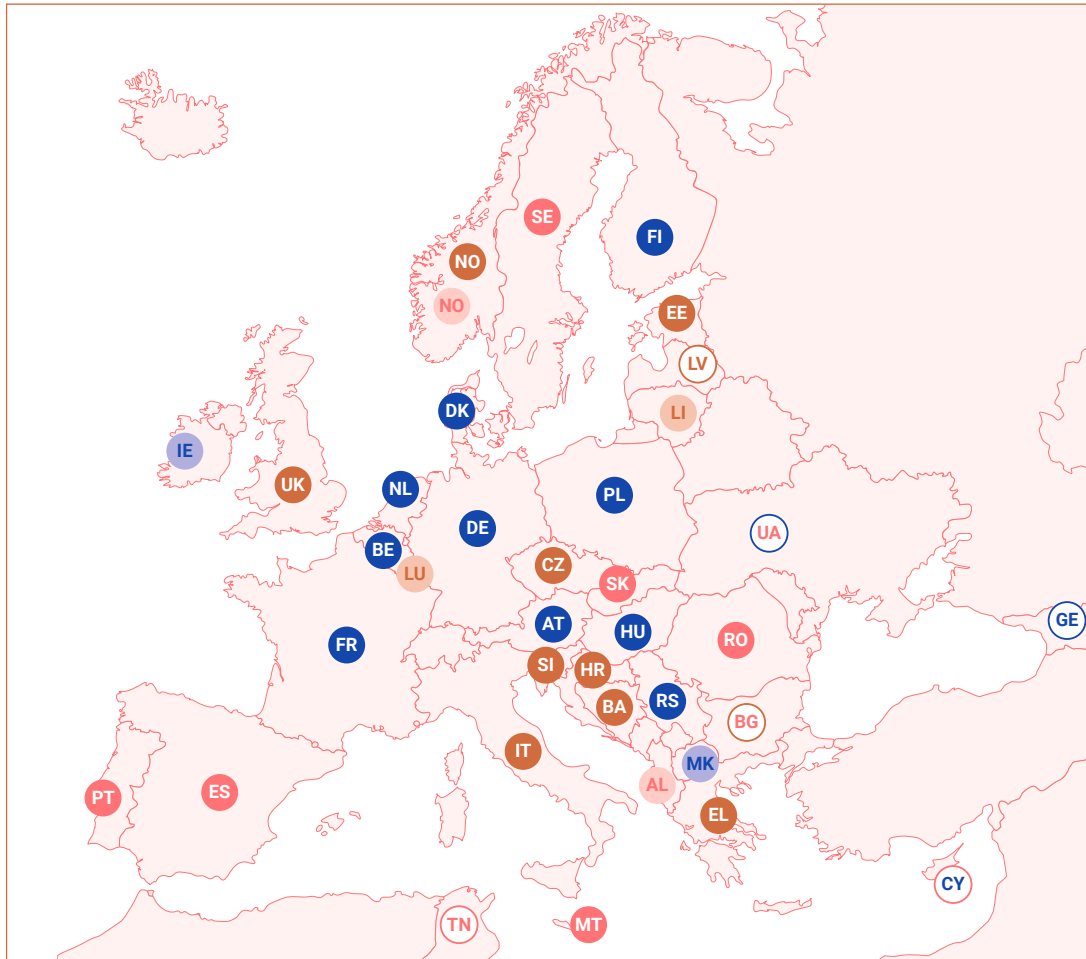 SE
FI
NO
NO
EE
LV
DK
LI
IE
UK
NL
PL
DE
UA
BE
CZ
LU
SK
GE
AT
HU
FR
RO
SI
HR
RS
BA
BG
IT
MK
AL
PT
ES
EL
CY
TN
MT